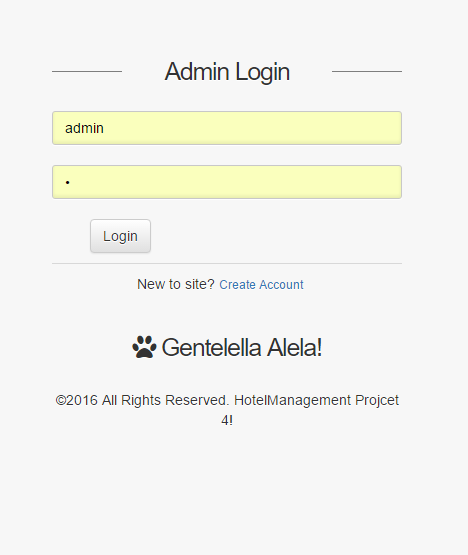 Admin Login
admin
•
Login
New to site? Create Account
Gentelella Alela!
©2016 All Rights Reserved. HotelManagement Projcet
4!